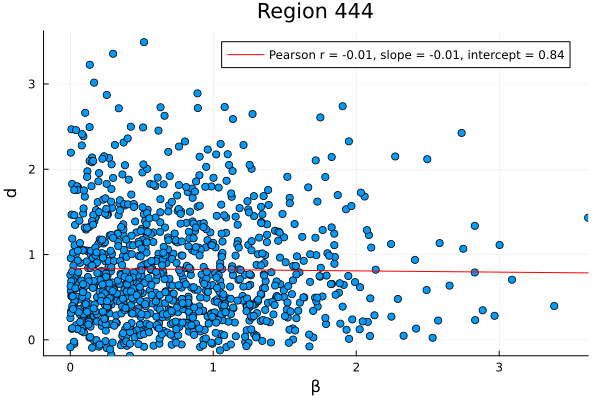 Region 444
Pearson r = -0.01, slope = -0.01, intercept = 0.84
3
2
1
0
d
0
1
2
3
β